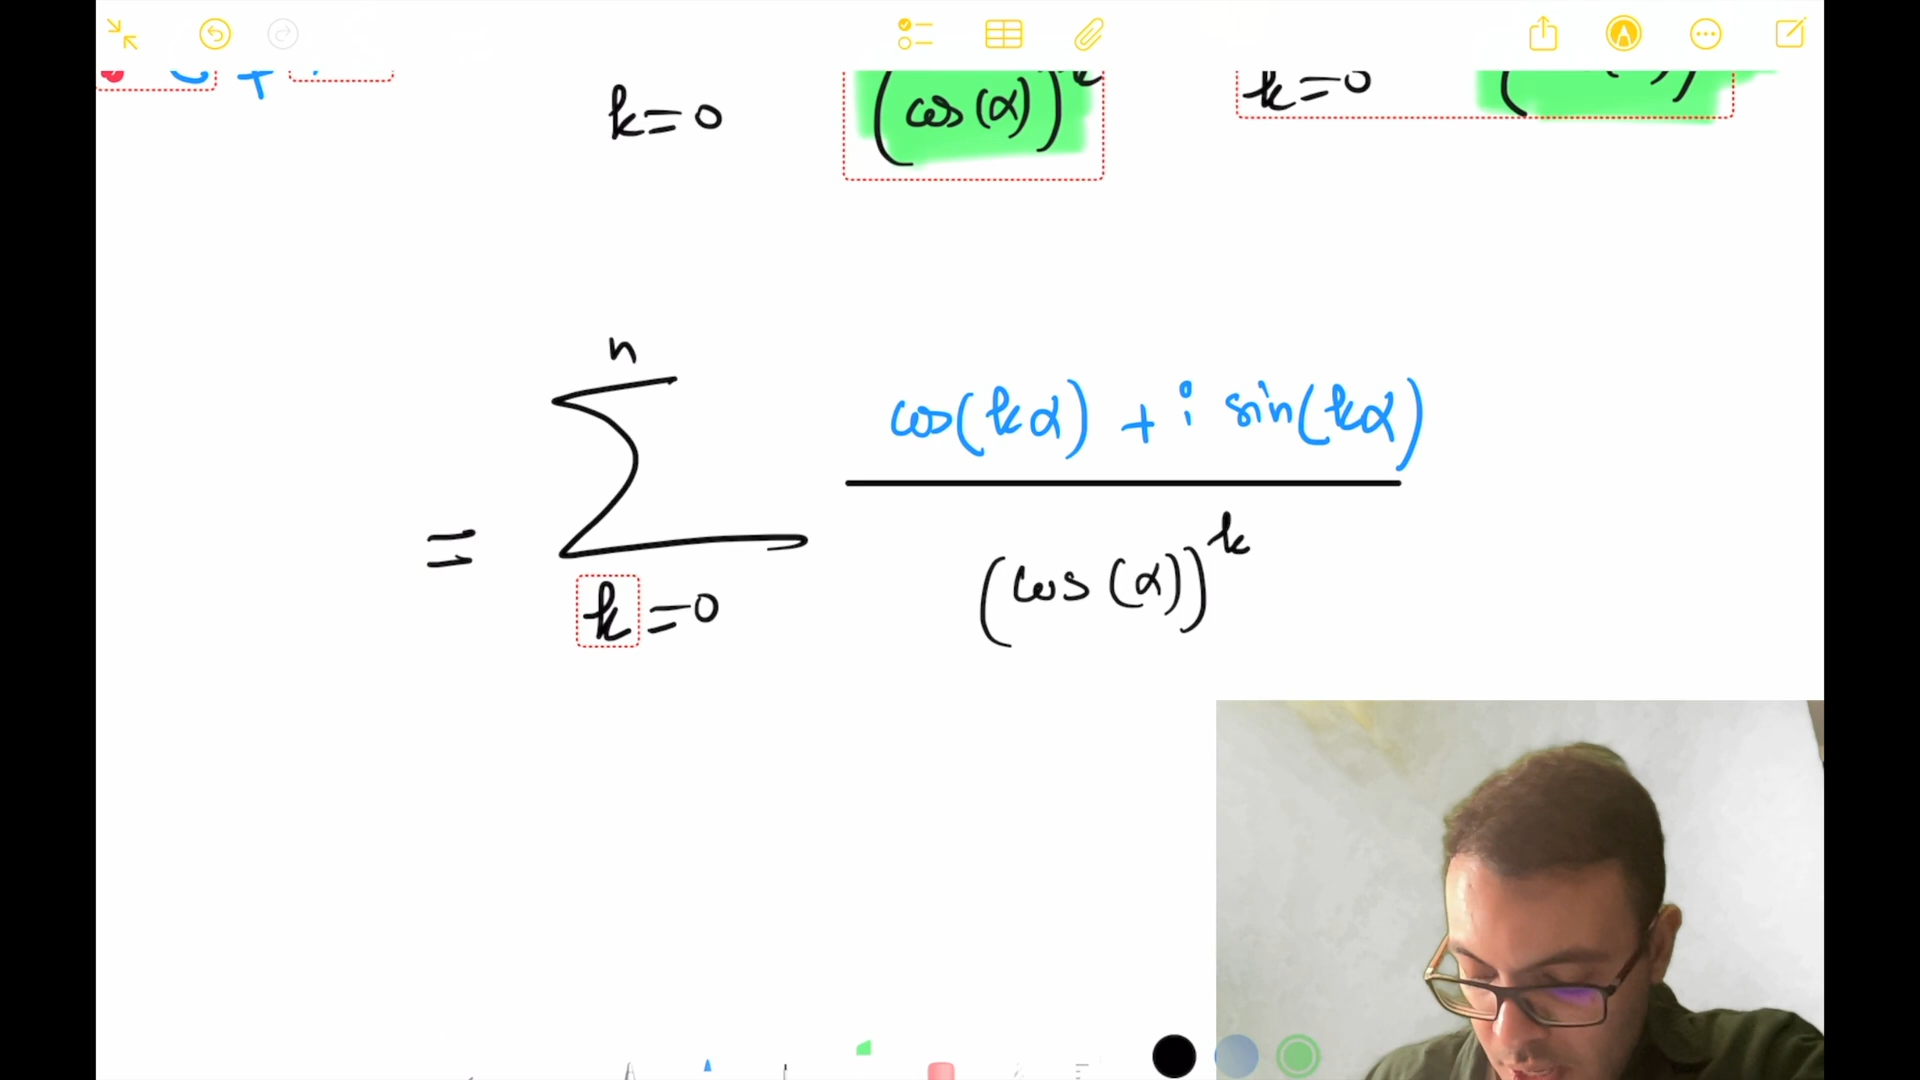 k=0 (cos(α))^k k=0
n
= Σ cos(kα) + i sin(kα)
k=0 (cos(α))^k